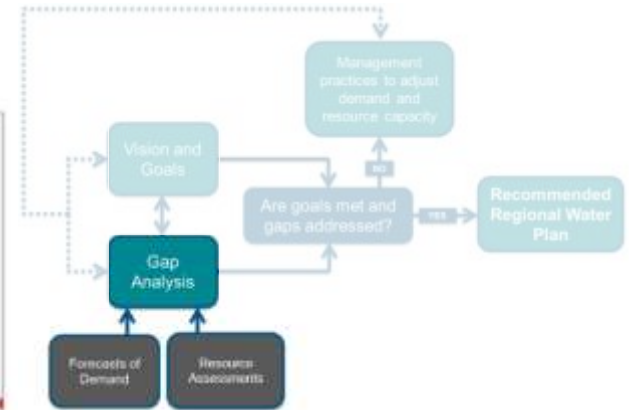 Management
practices to adjust
demand and
resource capacity
NO
Vision and
Goals
Are goals met and
gaps addressed?
YES
Recommended
Regional Water
Plan
Gap
Analysis
Forecasts of
Demand
Resource
Assessments